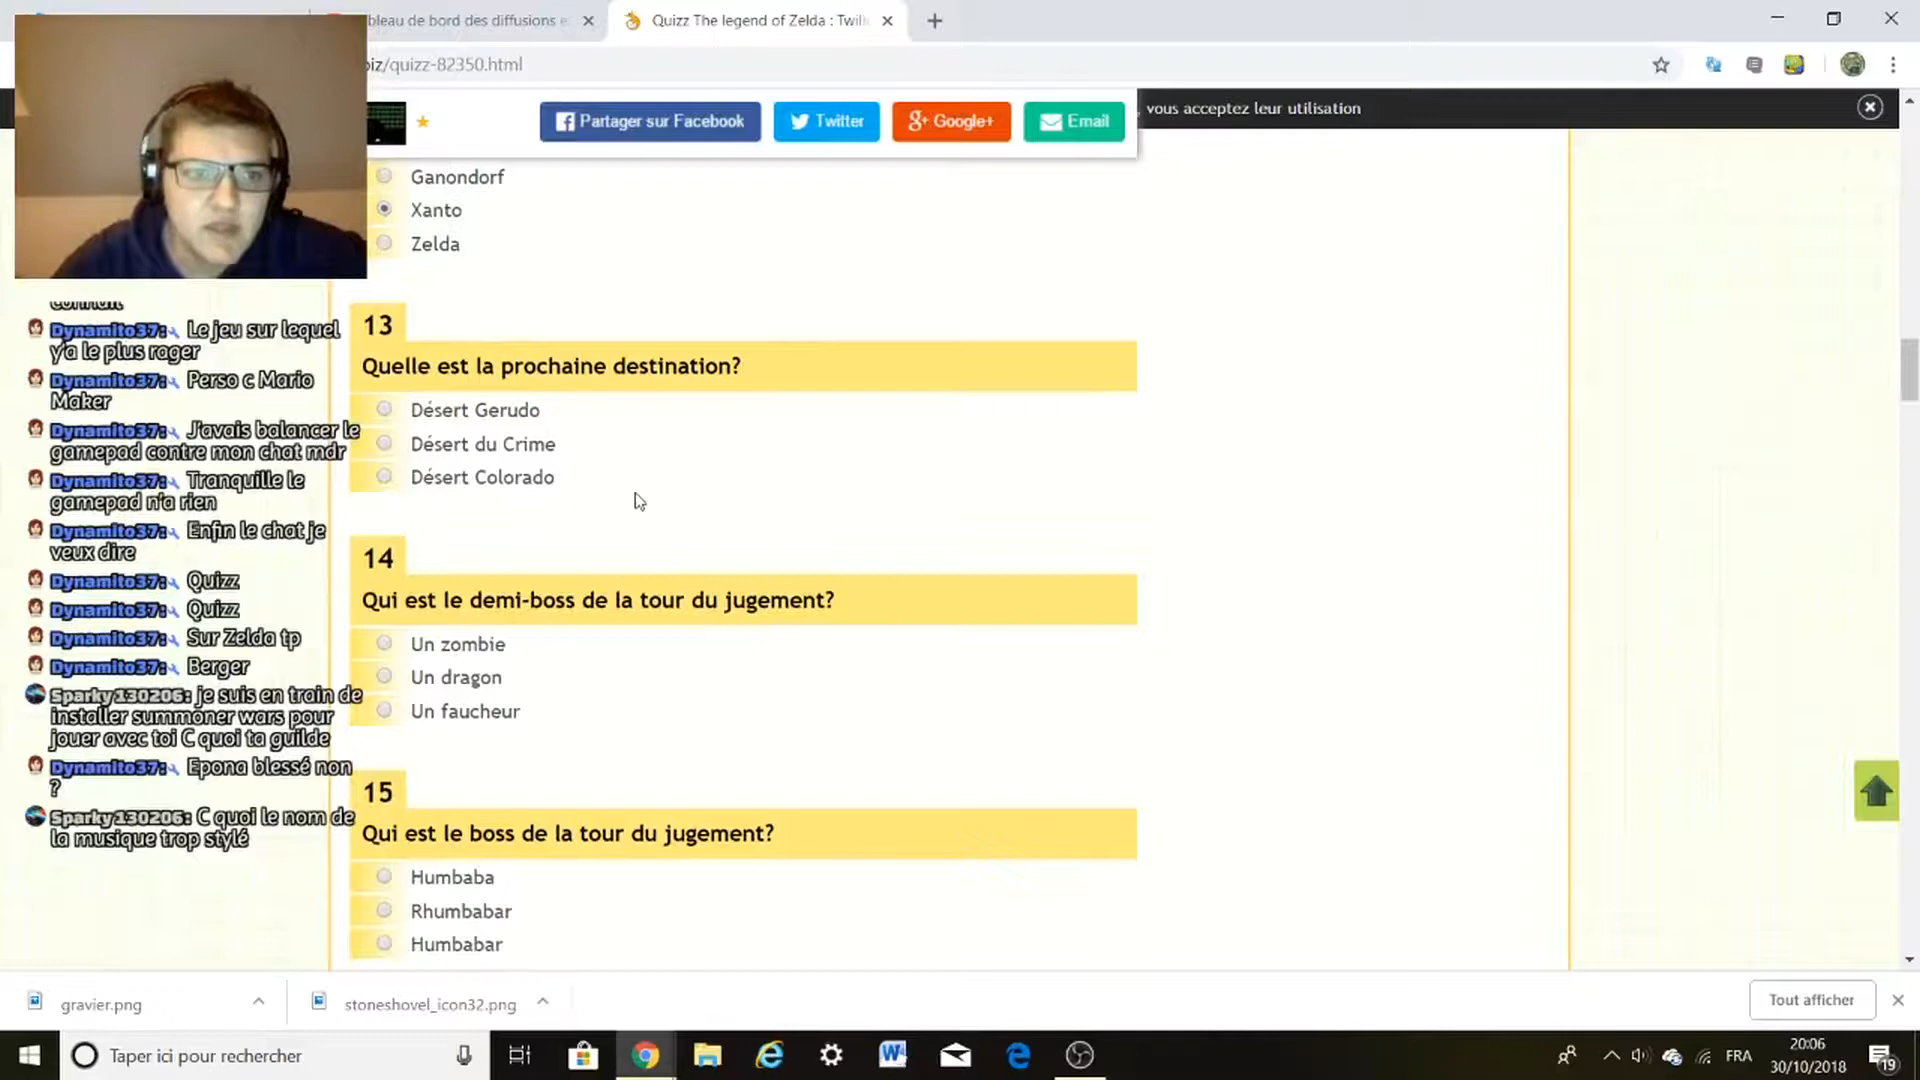 bleau de bord des diffusions e
Quizz The legend of Zelda : Twili
biz/quizz-82350.html
Partager sur Facebook
Twitter
g+ Google+
Email
vous acceptez leur utilisation
Ganondorf
Xanto
Zelda
13
Quelle est la prochaine destination?
Désert Gerudo
Désert du Crime
Désert Colorado
14
Qui est le demi-boss de la tour du jugement?
Un zombie
Un dragon
Un faucheur
15
Qui est le boss de la tour du jugement?
Humbaba
Rhumbabar
Humbabar
connait
Dynamito37: Le jeu sur lequel
y'a le plus rager
Dynamito37: Perso c Mario
Maker
Dynamito37: J'avais balancer le
gamepad contre mon chat mdr
Dynamito37: Tranquille le
gamepad n'a rien
Dynamito37: Enfin le chat je
veux dire
Dynamito37: Quizz
Dynamito37: Quizz
Dynamito37: Sur Zelda tp
Dynamito37: Berger
Sparky130206: je suis en train de
installer summoner wars pour
jouer avec toi C quoi ta guilde
Dynamito37: Epona blessé non
?
Sparky130206: C quoi le nom de
la musique trop stylé
gravier.png
stoneshovel_icon32.png
Tout afficher
Taper ici pour rechercher
FRA
20:06
30/10/2018
19